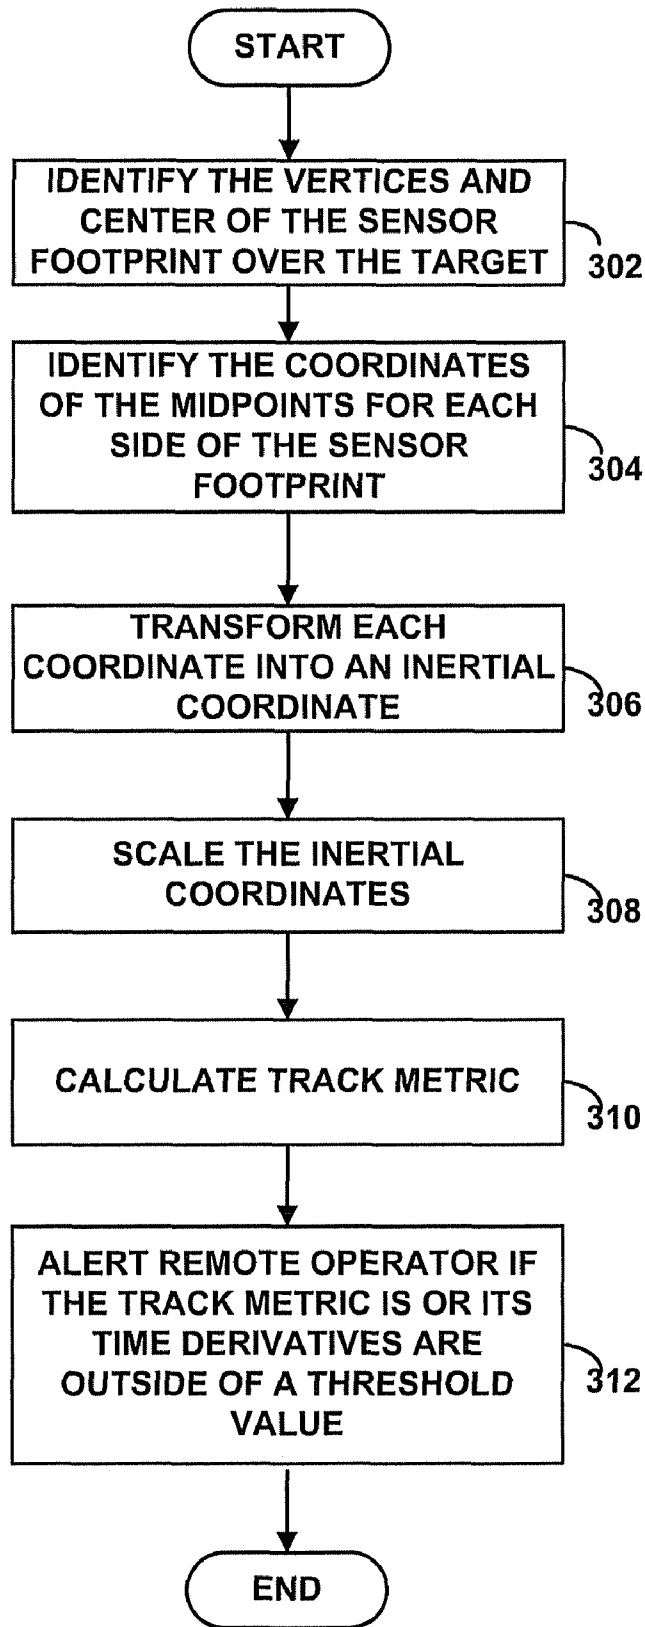 START
IDENTIFY THE VERTICES AND
CENTER OF THE SENSOR
FOOTPRINT OVER THE TARGET
302
IDENTIFY THE COORDINATES
OF THE MIDPOINTS FOR EACH
SIDE OF THE SENSOR
FOOTPRINT
304
TRANSFORM EACH
COORDINATE INTO AN INERTIAL
COORDINATE
306
SCALE THE INERTIAL
COORDINATES
308
CALCULATE TRACK METRIC
310
ALERT REMOTE OPERATOR IF
THE TRACK METRIC IS OR ITS
TIME DERIVATIVES ARE
OUTSIDE OF A THRESHOLD
VALUE
312
END